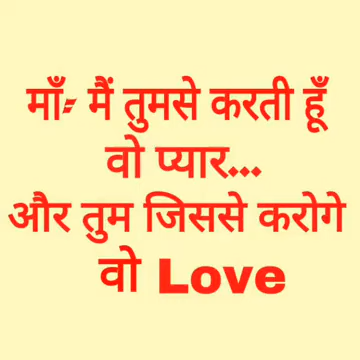 माँ- मैं तुमसे करती हूँ
वो प्यार...
और तुम जिससे करोगे
वो Love